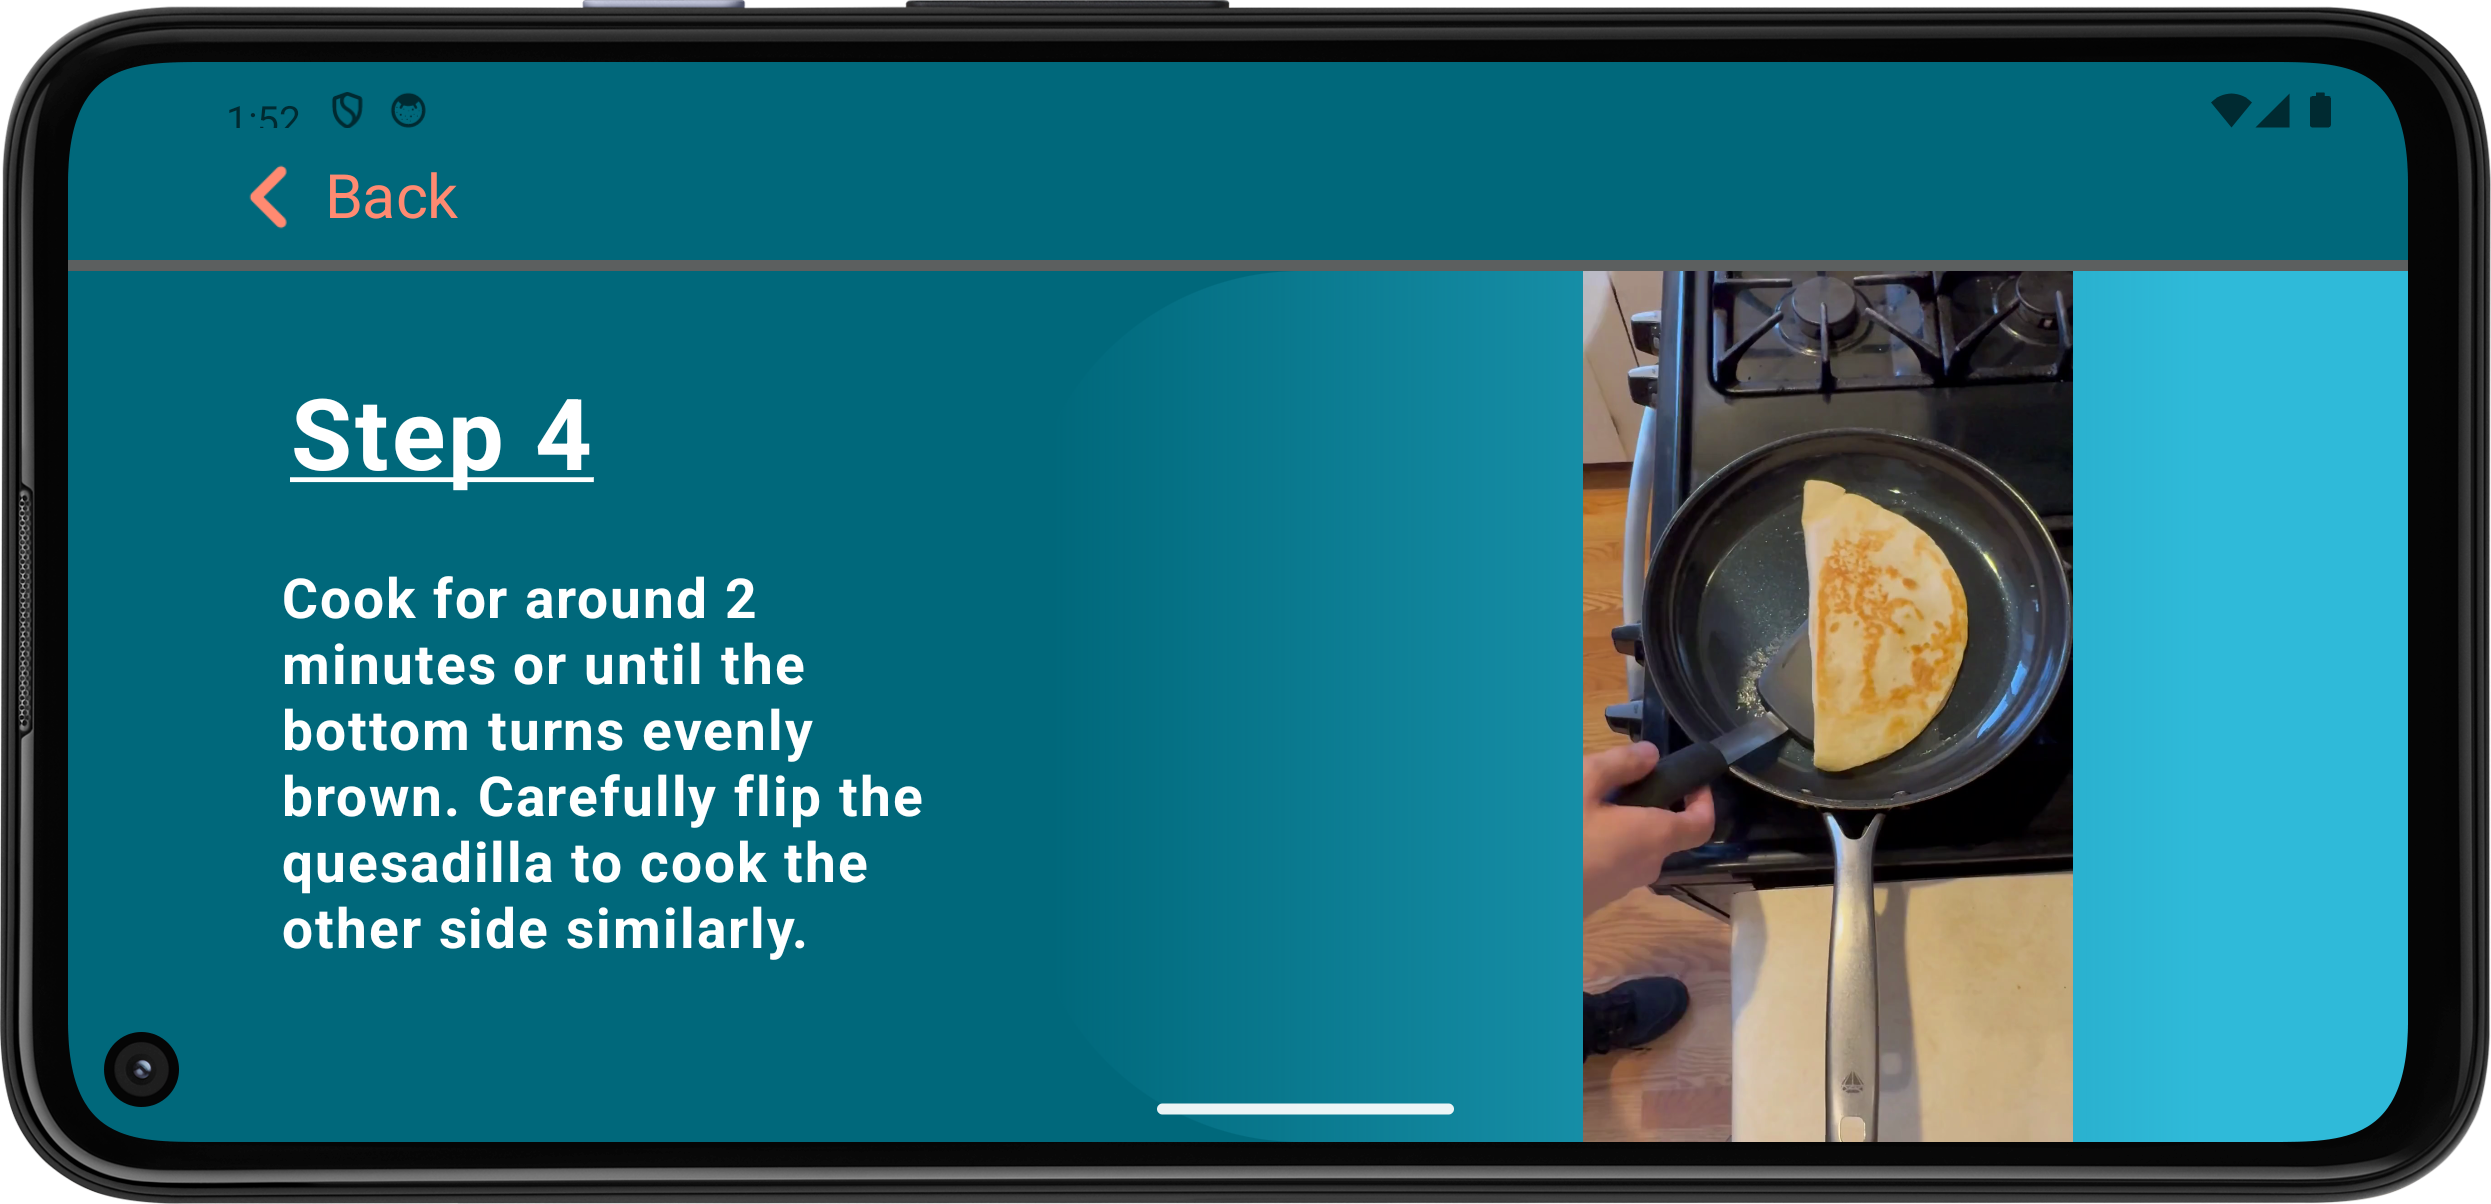 1:52
Back
Step 4
Cook for around 2
minutes or until the
bottom turns evenly
brown. Carefully flip the
quesadilla to cook the
other side similarly.